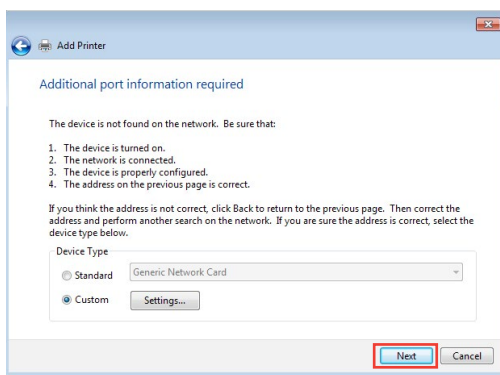 Add Printer
Additional port information required
The device is not found on the network. Be sure that:
1. The device is turned on.
2. The network is connected.
3. The device is properly configured.
4. The address on the previous page is correct.
If you think the address is not correct, click Back to return to the previous page. Then correct the
address and perform another search on the network. If you are sure the address is correct, select the
device type below.
Device Type
Standard Generic Network Card
Custom Settings...
Next Cancel